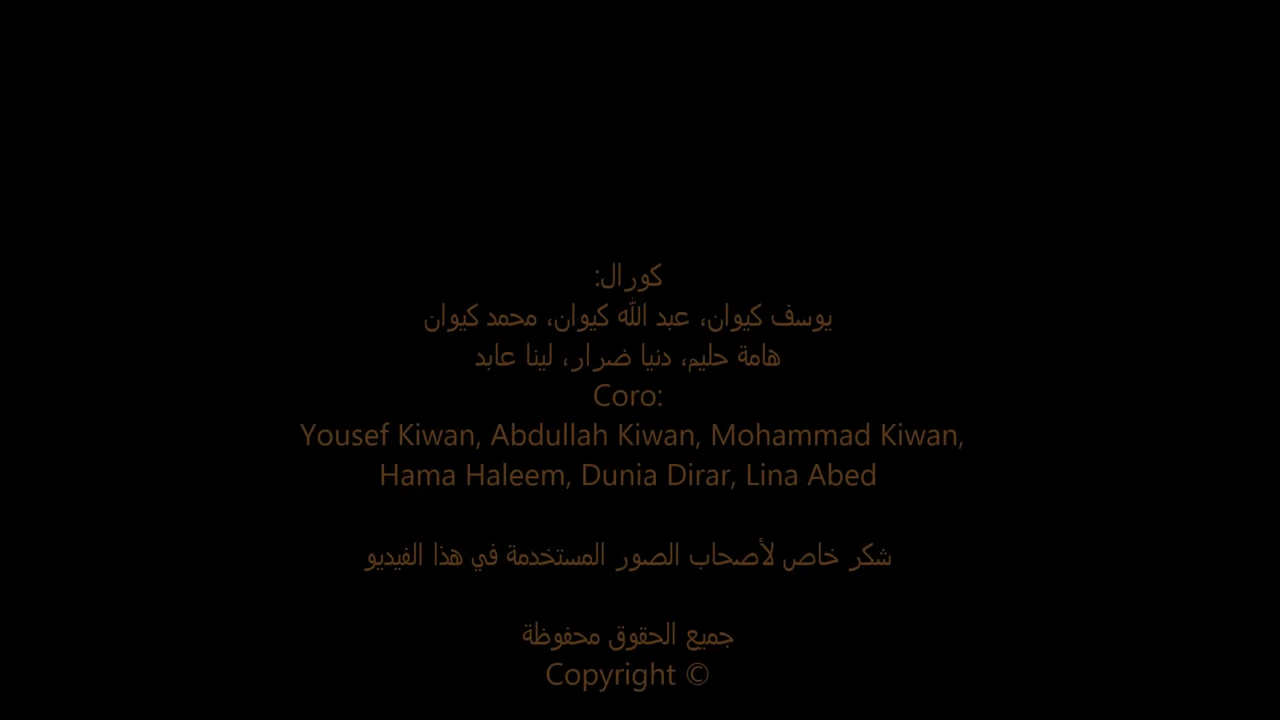 كورال:
يوسف كيوان، عبد الله كيوان، محمد كيوان
هامة حليم، دنيا ضرار، لينا عابد
Coro:
Yousef Kiwan, Abdullah Kiwan, Mohammad Kiwan,
Hama Haleem, Dunia Dirar, Lina Abed
شكر خاص لأصحاب الصور المستخدمة في هذا الفيديو
جميع الحقوق محفوظة
Copyright ©